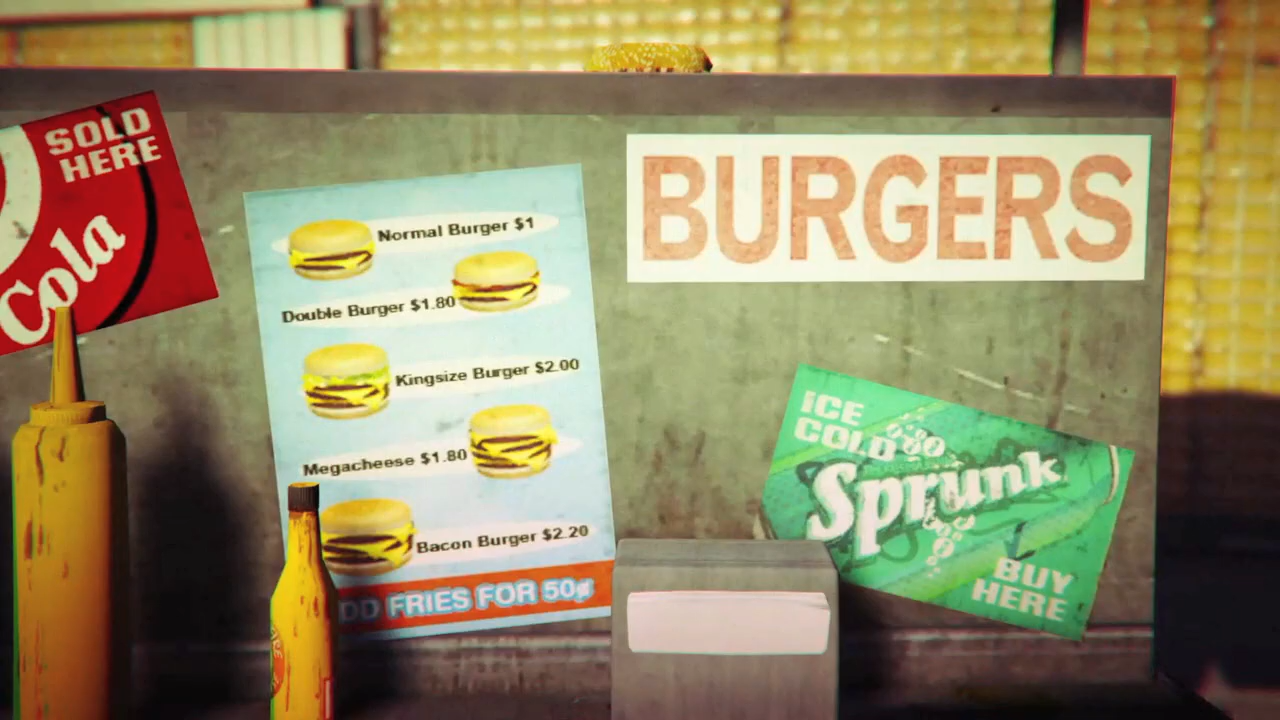 SOLD
HERE
Cola
Normal Burger $1
Double Burger $1.80
Kingsize Burger $2.00
Megacheese $1.80
Bacon Burger $2.20
DD FRIES FOR 50¢
BURGERS
ICE
COLD
Sprunk
BUY
HERE